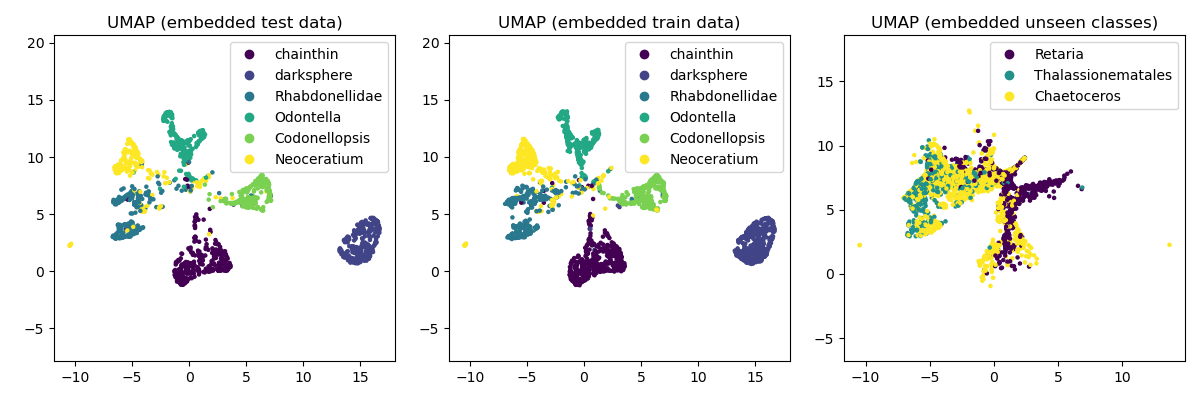 UMAP (embedded test data)
20
15
10
5
0
−5
−10
−5
0
5
10
15
chainthin
darksphere
Rhabdonellidae
Odontella
Codonellopsis
Neoceratium
UMAP (embedded train data)
20
15
10
5
0
−5
−10
−5
0
5
10
15
chainthin
darksphere
Rhabdonellidae
Odontella
Codonellopsis
Neoceratium
UMAP (embedded unseen classes)
15
10
5
0
−5
−10
−5
0
5
10
Retaria
Thalassionematales
Chaetoceros